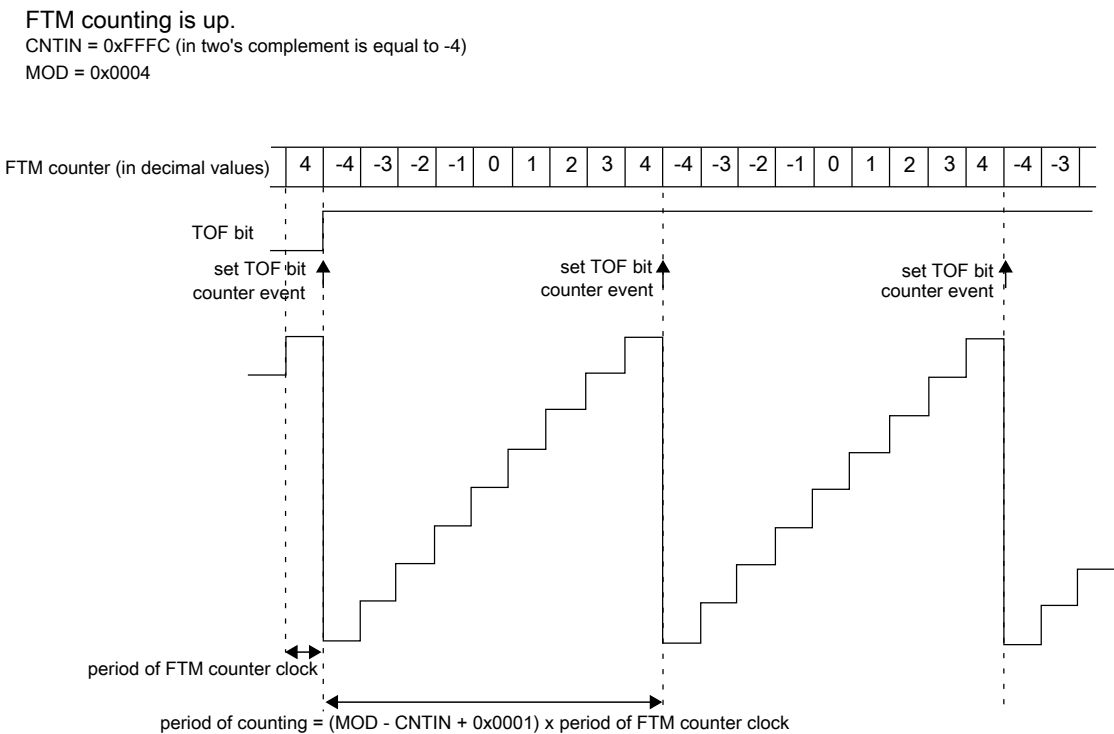 FTM counting is up.
CNTIN = 0xFFFC (in two's complement is equal to -4)
MOD = 0x0004
FTM counter (in decimal values) 4 -4 -3 -2 -1 0 1 2 3 4 -4 -3 -2 -1 0 1 2 3 4 -4 -3
TOF bit
set TOF bit set TOF bit set TOF bit
counter event counter event counter event
period of FTM counter clock
period of counting = (MOD - CNTIN + 0x0001) x period of FTM counter clock